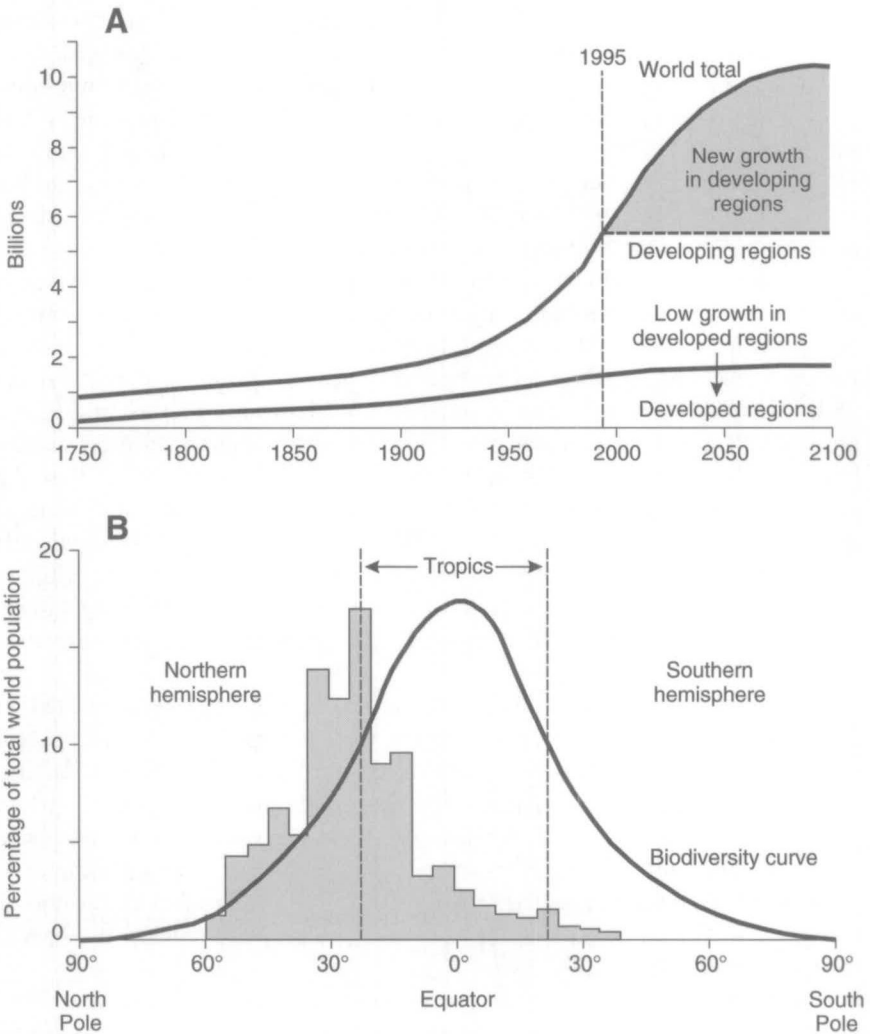 A
Billions
10
8
6
4
2
0
1995
World total
New growth
in developing
regions
Developing regions
Low growth in
developed regions
Developed regions
1750 1800 1850 1900 1950 2000 2050 2100
B
Percentage of total world population
20
10
0
Tropics
Northern
hemisphere
Southern
hemisphere
Biodiversity curve
90° 60° 30° 0° 30° 60° 90°
North
Pole
Equator
South
Pole